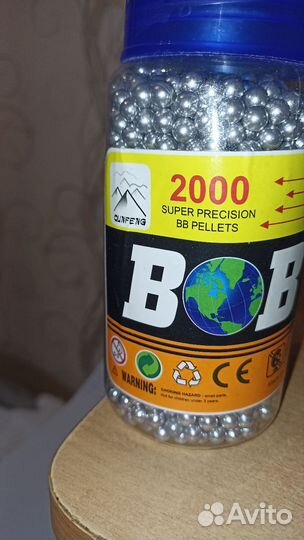 QUNFENG
2000
SUPER PRECISION
BB PELLETS
BOB
WARNING:
CHOKING HAZARD - small parts.
Not for children under 3 years.
CE
Avito